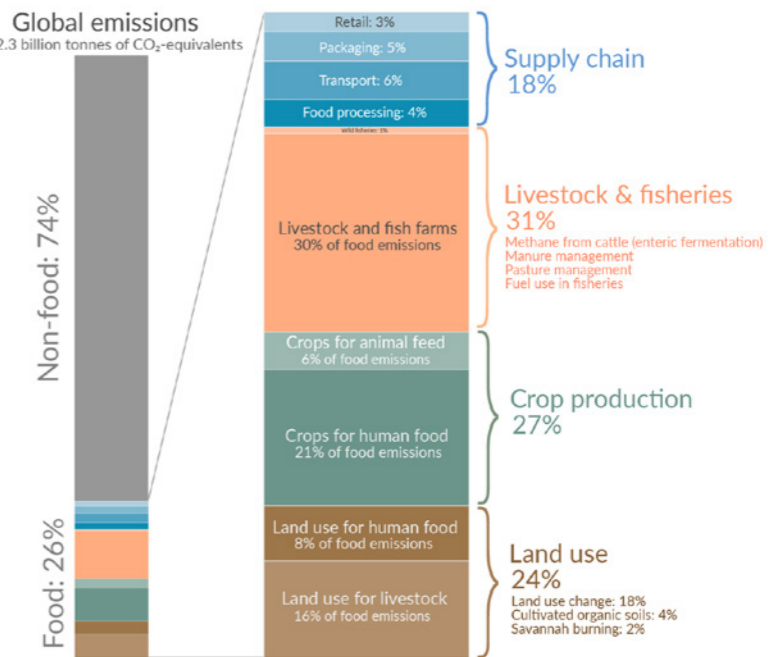 Global emissions
2.3 billion tonnes of CO₂-equivalents
Non-food: 74%
Food: 26%
Retail: 3%
Packaging: 5%
Transport: 6%
Food processing: 4%
Wild fisheries: 1%
Livestock and fish farms
30% of food emissions
Crops for animal feed
6% of food emissions
Crops for human food
21% of food emissions
Land use for human food
8% of food emissions
Land use for livestock
16% of food emissions
Supply chain
18%
Livestock & fisheries
31%
Methane from cattle (enteric fermentation)
Manure management
Pasture management
Fuel use in fisheries
Crop production
27%
Land use
24%
Land use change: 18%
Cultivated organic soils: 4%
Savannah burning: 2%